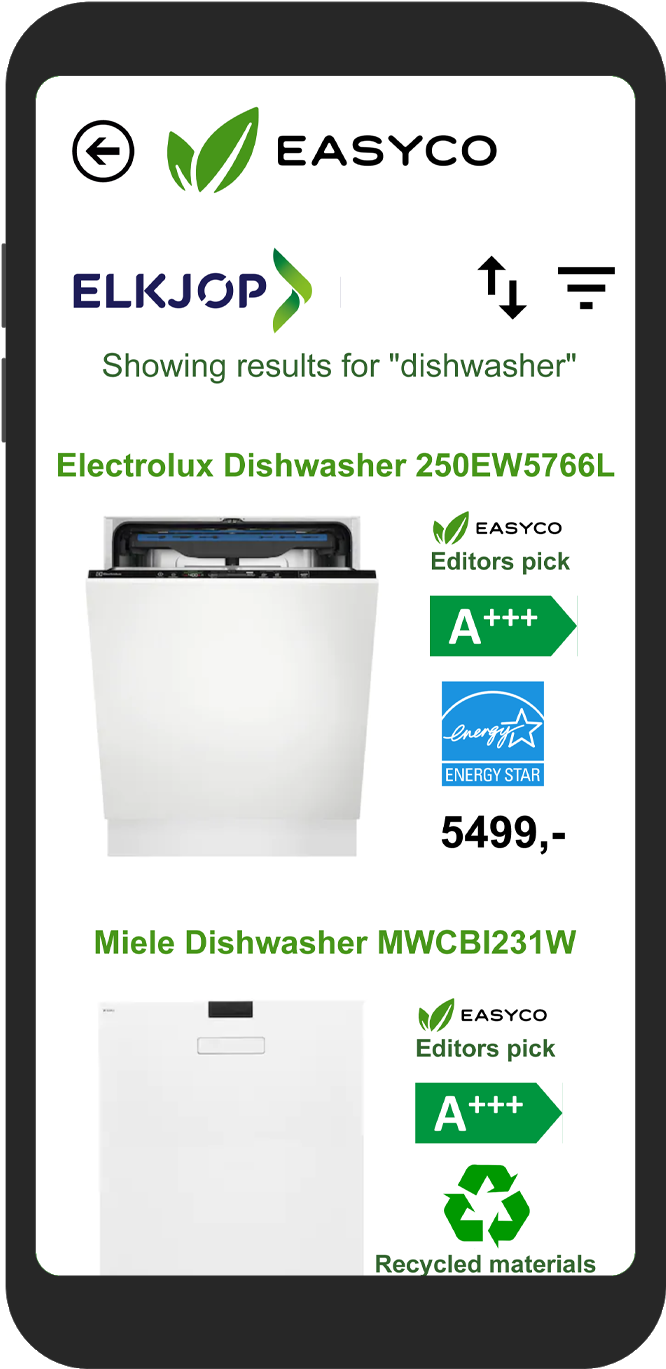 EASYCO
ELKJOP
Showing results for "dishwasher"
Electrolux Dishwasher 250EW5766L
EASYCO
Editors pick
A+++
Electrolux
energy
ENERGY STAR
5499,-
Miele Dishwasher MWCBI231W
EASYCO
Editors pick
A+++
Recycled materials